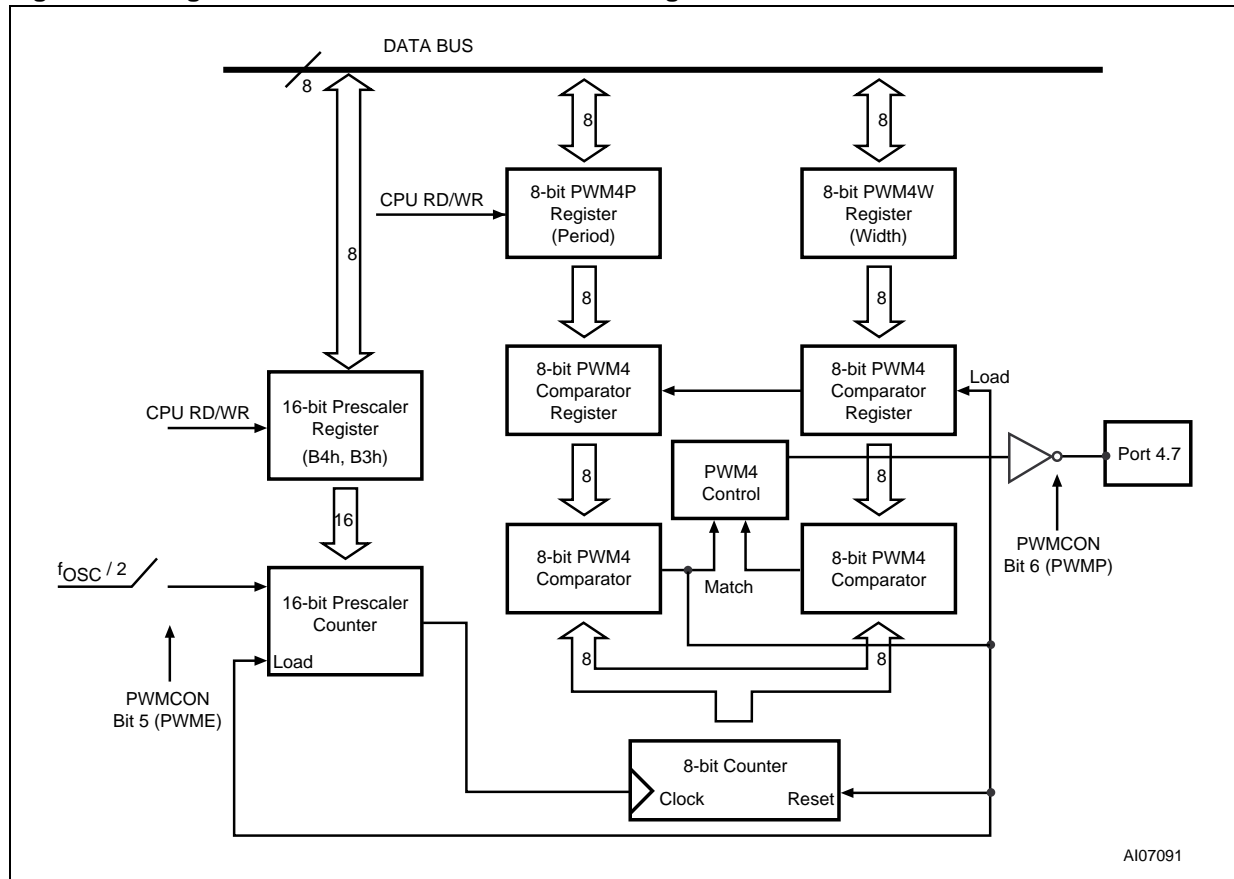 DATA BUS
8
8
8
CPU RD/WR
8-bit PWM4P
Register
(Period)
8-bit PWM4W
Register
(Width)
8
8
8
CPU RD/WR
16-bit Prescaler
Register
(B4h, B3h)
8-bit PWM4
Comparator
Register
8-bit PWM4
Comparator
Register
Load
8
PWM4
Control
8
Port 4.7
16
fOSC / 2
16-bit Prescaler
Counter
Load
8-bit PWM4
Comparator
Match
8-bit PWM4
Comparator
PWMCON
Bit 6 (PWMP)
8
8
PWMCON
Bit 5 (PWME)
8-bit Counter
Clock
Reset
AI07091